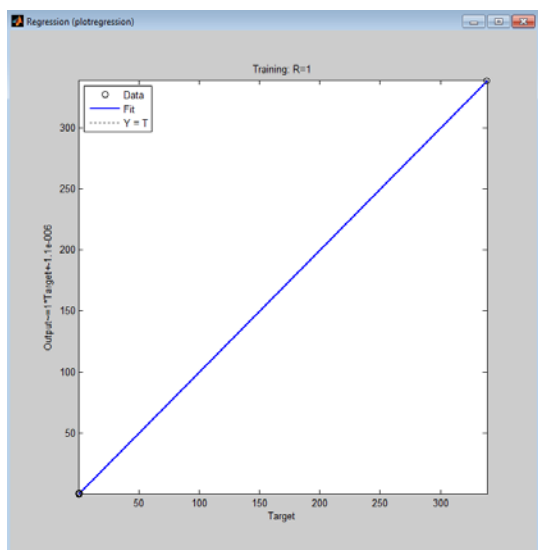 Regression (plotregression)
Training: R=1
Data
Fit
Y = T
Output~=1*Target+-1.1e-006
300
250
200
150
100
50
50 100 150 200 250 300
Target